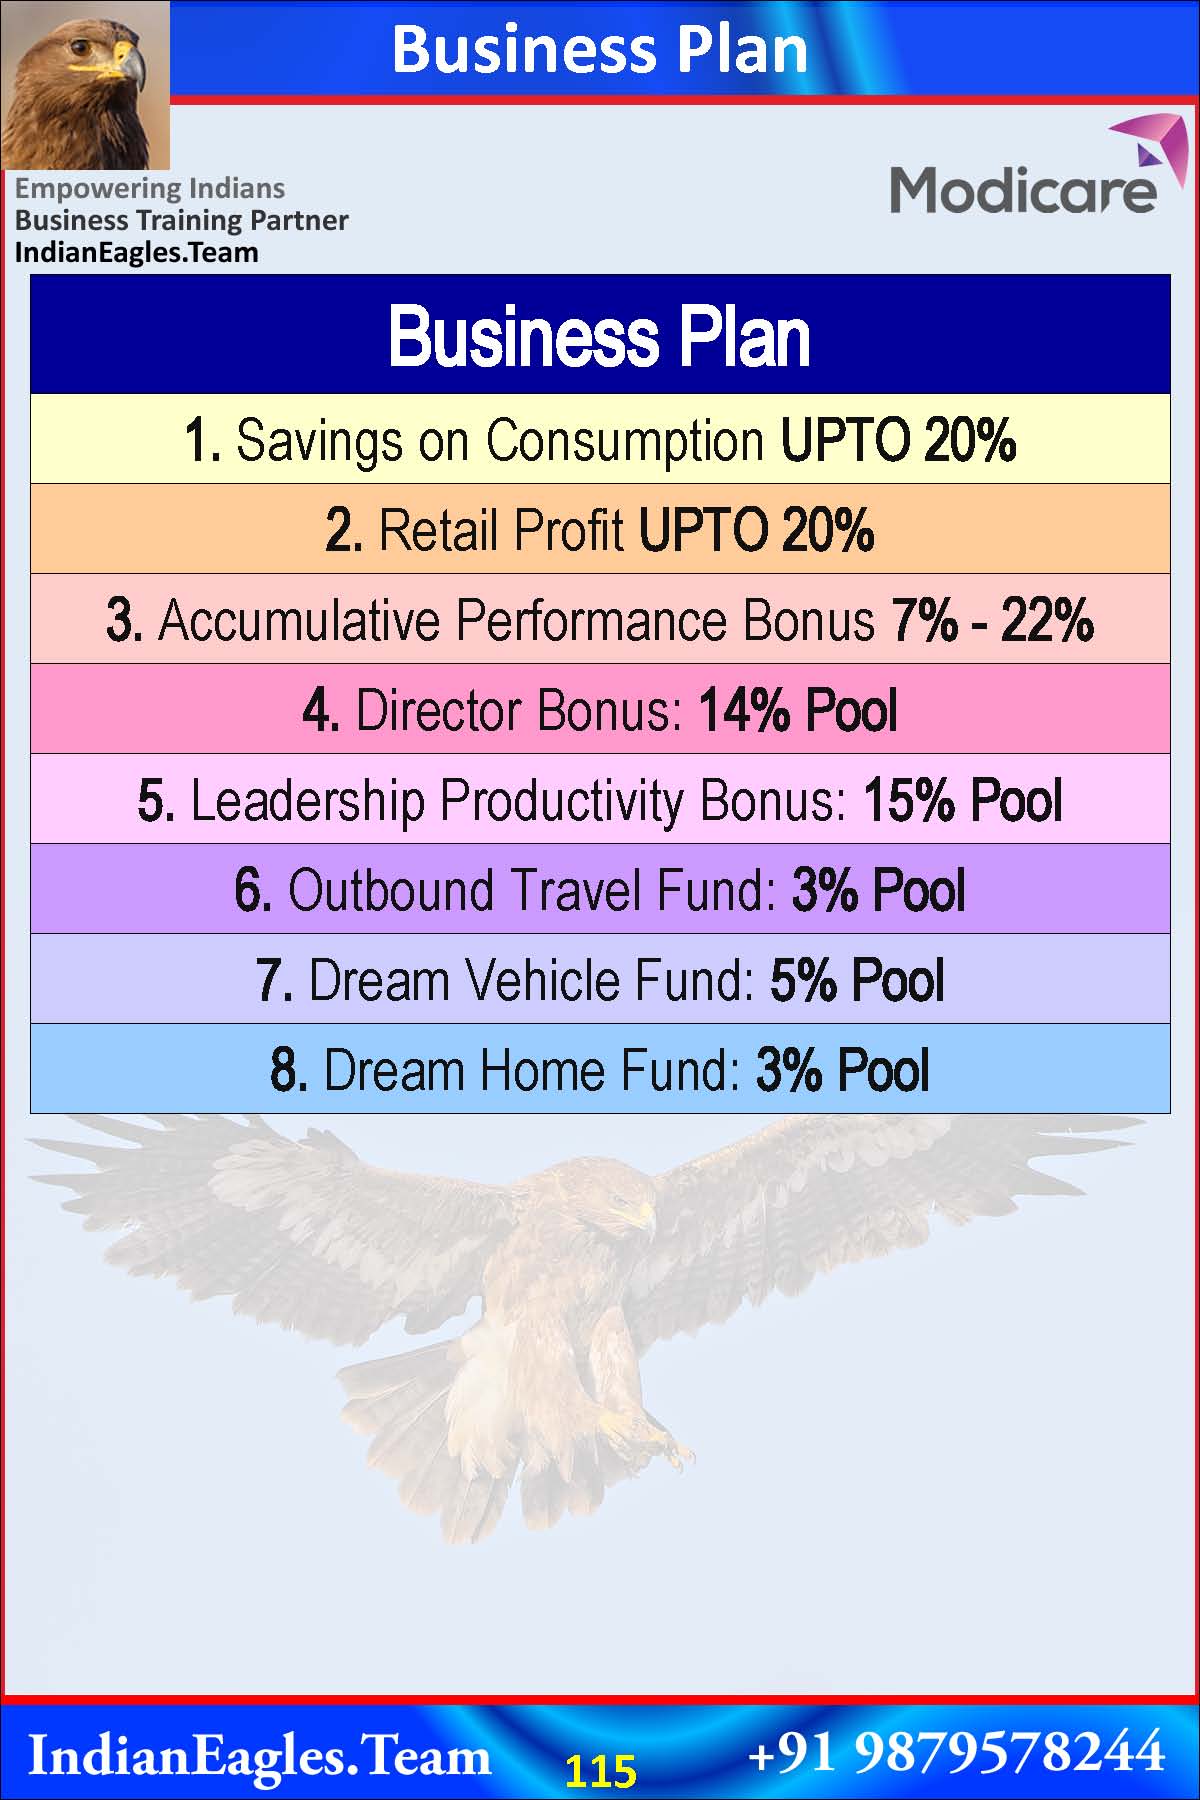 Business Plan
Modicare
Empowering Indians
Business Training Partner
IndianEagles.Team
Business Plan
1. Savings on Consumption UPTO 20%
2. Retail Profit UPTO 20%
3. Accumulative Performance Bonus 7% - 22%
4. Director Bonus: 14% Pool
5. Leadership Productivity Bonus: 15% Pool
6. Outbound Travel Fund: 3% Pool
7. Dream Vehicle Fund: 5% Pool
8. Dream Home Fund: 3% Pool
IndianEagles.Team 115 +91 9879578244